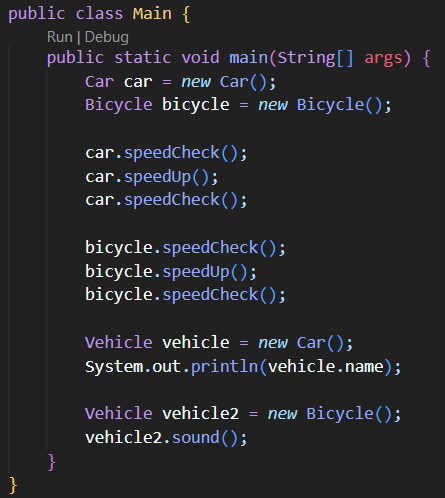 public class Main {
Run | Debug
public static void main(String[] args) {
Car car = new Car();
Bicycle bicycle = new Bicycle();
car.speedCheck();
car.speedUp();
car.speedCheck();
bicycle.speedCheck();
bicycle.speedUp();
bicycle.speedCheck();
Vehicle vehicle = new Car();
System.out.println(vehicle.name);
Vehicle vehicle2 = new Bicycle();
vehicle2.sound();
}
}